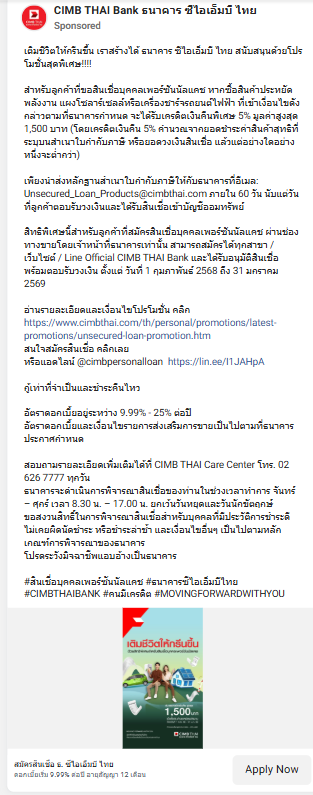 CIMB THAI Bank ธนาคาร ซีไอเอ็มบี ไทย
Sponsored
เติมชีวิตให้กรีนขึ้น เราสร้างได้ ธนาคาร ซีไอเอ็มบี ไทย สนับสนุนด้วยโปร
โมชั่นสุดพิเศษ!!!!
สำหรับลูกค้าที่ขอสินเชื่อบุคคลเพอร์ซันนัลแคช หากซื้อสินค้าประหยัด
พลังงาน แผงโซลาร์เซลล์หรือเครื่องชาร์จรถยนต์ไฟฟ้า ที่เข้าเงื่อนไขดัง
กล่าวตามที่ธนาคารกำหนด จะได้รับเครดิตเงินคืนพิเศษ 5% มูลค่าสูงสุด
1,500 บาท (โดยเครดิตเงินคืน 5% คำนวณจากยอดชำระค่าสินค้าสุทธิที่
ระบุบนสำเนาใบกำกับภาษี หรือยอดวงเงินสินเชื่อ แล้วแต่อย่างใดอย่าง
หนึ่งจะต่ำกว่า)
เพียงนำส่งหลักฐานสำเนาใบกำกับภาษีให้กับธนาคารที่อีเมล:
Unsecured_Loan_Products@cimbthai.com ภายใน 60 วัน นับแต่วัน
ที่ลูกค้าตอบรับวงเงินและได้รับสินเชื่อเข้าบัญชีออมทรัพย์
สิทธิพิเศษนี้สำหรับลูกค้าที่สมัครสินเชื่อบุคคลเพอร์ซันนัลแคช ผ่านช่อง
ทางขายโดยเจ้าหน้าที่ธนาคารเท่านั้น สามารถสมัครได้ทุกสาขา /
เว็บไซต์ / Line Official CIMB THAI Bank และได้รับอนุมัติสินเชื่อ
พร้อมตอบรับวงเงิน ตั้งแต่ วันที่ 1 กุมภาพันธ์ 2568 ถึง 31 มกราคม
2569
อ่านรายละเอียดและเงื่อนไขโปรโมชั่น คลิก
https://www.cimbthai.com/th/personal/promotions/latest-
promotions/unsecured-loan-promotion.htm
สนใจสมัครสินเชื่อ คลิกเลย
หรือแอดไลน์ @cimbpersonalloan https://lin.ee/I1JAHpA
กู้เท่าที่จำเป็นและชำระคืนไหว
อัตราดอกเบี้ยอยู่ระหว่าง 9.99% - 25% ต่อปี
อัตราดอกเบี้ยและเงื่อนไขรายการส่งเสริมการขายเป็นไปตามที่ธนาคาร
ประกาศกำหนด
สอบถามรายละเอียดเพิ่มเติมได้ที่ CIMB THAI Care Center โทร. 02
626 7777 ทุกวัน
ธนาคารจะดำเนินการพิจารณาสินเชื่อของท่านในช่วงเวลาทำการ จันทร์
– ศุกร์ เวลา 8.30 น. – 17.00 น. ยกเว้นวันหยุดและวันนักขัตฤกษ์
ขอสงวนสิทธิ์ในการพิจารณาสินเชื่อสำหรับบุคคลที่มีประวัติการชำระดี
ไม่เคยผิดนัดชำระ หรือชำระล่าช้า และเงื่อนไขอื่นๆ เป็นไปตามหลัก
เกณฑ์การพิจารณาของธนาคาร
โปรดระวังมิจฉาชีพแอบอ้างเป็นธนาคาร
#สินเชื่อบุคคลเพอร์ซันนัลแคช #ธนาคารซีไอเอ็มบีไทย
#CIMBTHAIBANK #คนมีเครดิต #MOVINGFORWARDWITHYOU
เติมชีวิตให้กรีนขึ้น
1,500 บาท
CIMB THAI
สมัครสินเชื่อ ธ. ซีไอเอ็มบี ไทย
ดอกเบี้ยเริ่ม 9.99% ต่อปี อายุสัญญา 12 เดือน
Apply Now